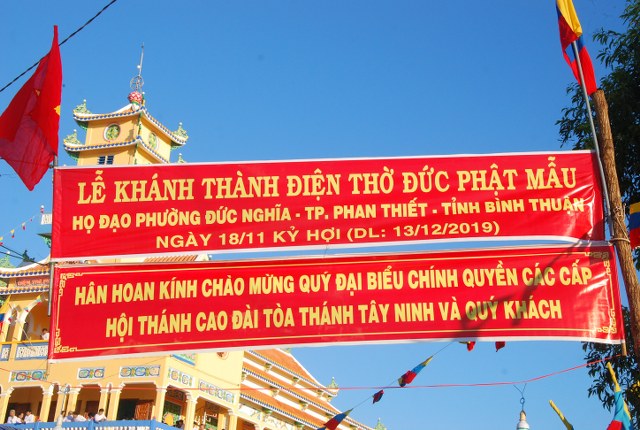 LỄ KHÁNH THÀNH ĐIỆN THỜ ĐỨC PHẬT MẪU
HỌ ĐẠO PHƯỜNG ĐỨC NGHĨA - TP. PHAN THIẾT - TỈNH BÌNH THUẬN
NGÀY 18/11 KỶ HỢI (DL: 13/12/2019)
HÂN HOAN KÍNH CHÀO MỪNG QUÝ ĐẠI BIỂU CHÍNH QUYỀN CÁC CẤP
HỘI THÁNH CAO ĐÀI TÒA THÁNH TÂY NINH VÀ QUÝ KHÁCH